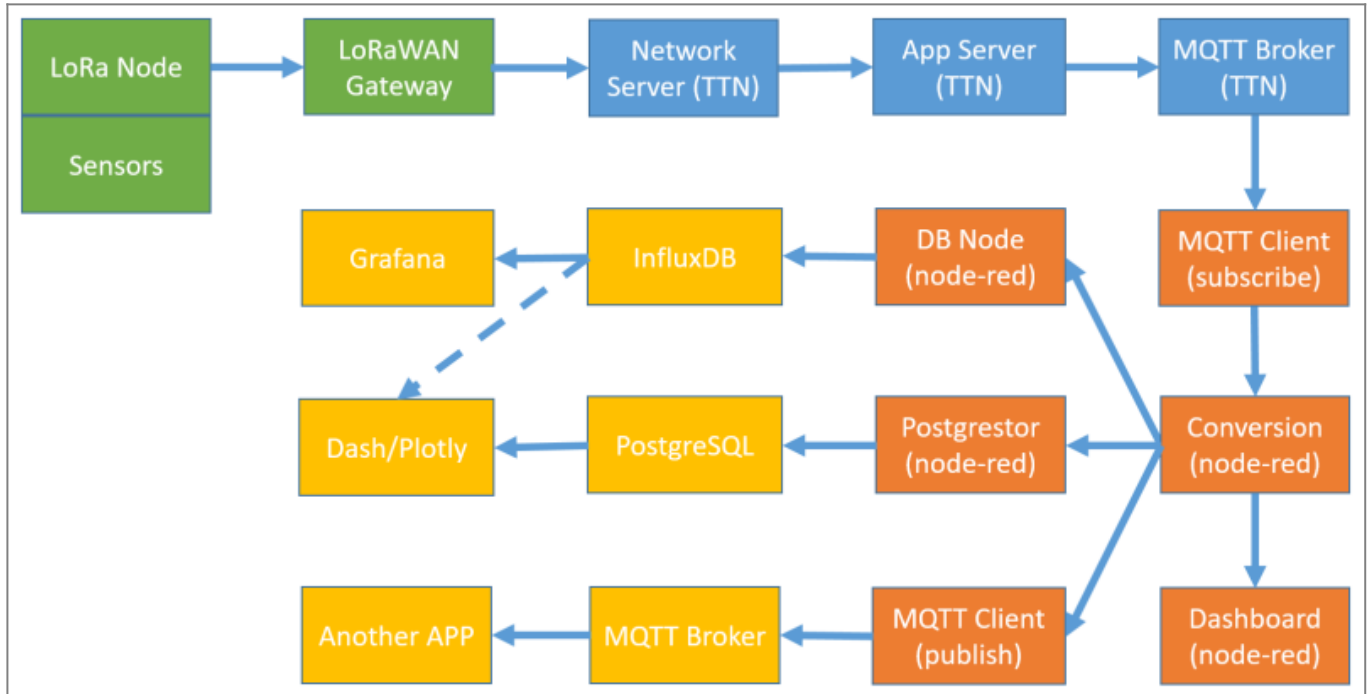 LoRa Node
LoRaWAN
Gateway
Network
Server (TTN)
App Server
(TTN)
MQTT Broker
(TTN)
Sensors
Grafana
InfluxDB
DB Node
(node-red)
MQTT Client
(subscribe)
Dash/Plotly
PostgreSQL
Postgrestor
(node-red)
Conversion
(node-red)
Another APP
MQTT Broker
MQTT Client
(publish)
Dashboard
(node-red)